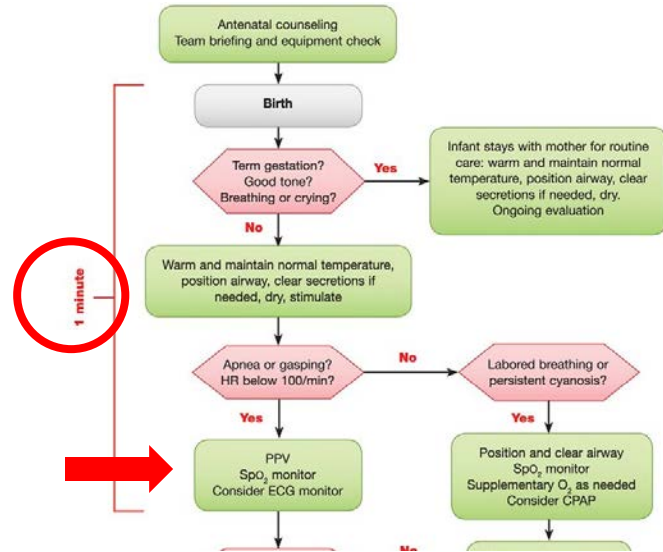 Antenatal counseling
Team briefing and equipment check
Birth
Term gestation?
Good tone?
Breathing or crying?
Yes
Infant stays with mother for routine
care: warm and maintain normal
temperature, position airway, clear
secretions if needed, dry.
Ongoing evaluation
No
1 minute
Warm and maintain normal temperature,
position airway, clear secretions if
needed, dry, stimulate
Apnea or gasping?
HR below 100/min?
No
Labored breathing or
persistent cyanosis?
Yes
Yes
PPV
SpO₂ monitor
Consider ECG monitor
Position and clear airway
SpO₂ monitor
Supplementary O₂ as needed
Consider CPAP
No